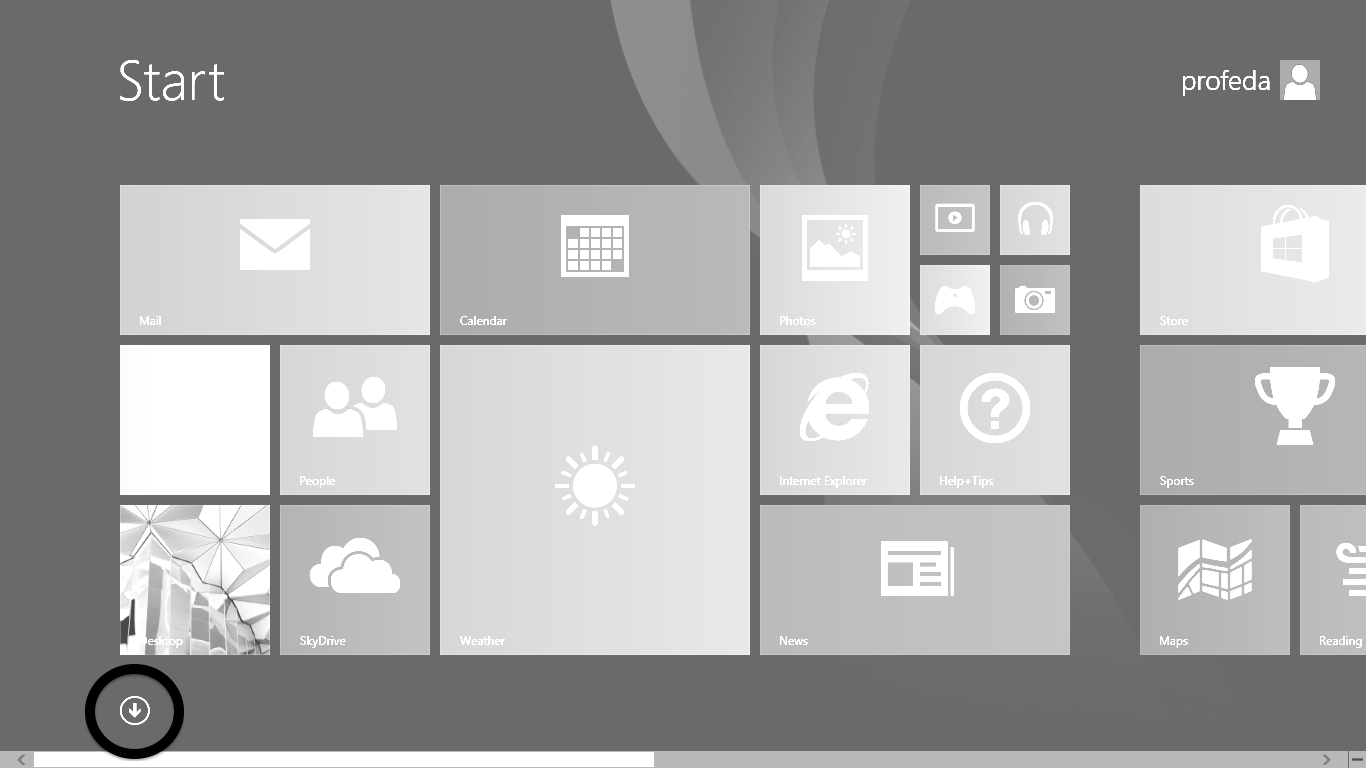 Start
profeda
Mail
Calendar
Photos
Store
People
Internet Explorer
Help+Tips
Sports
Desktop
SkyDrive
Weather
News
Maps
Reading